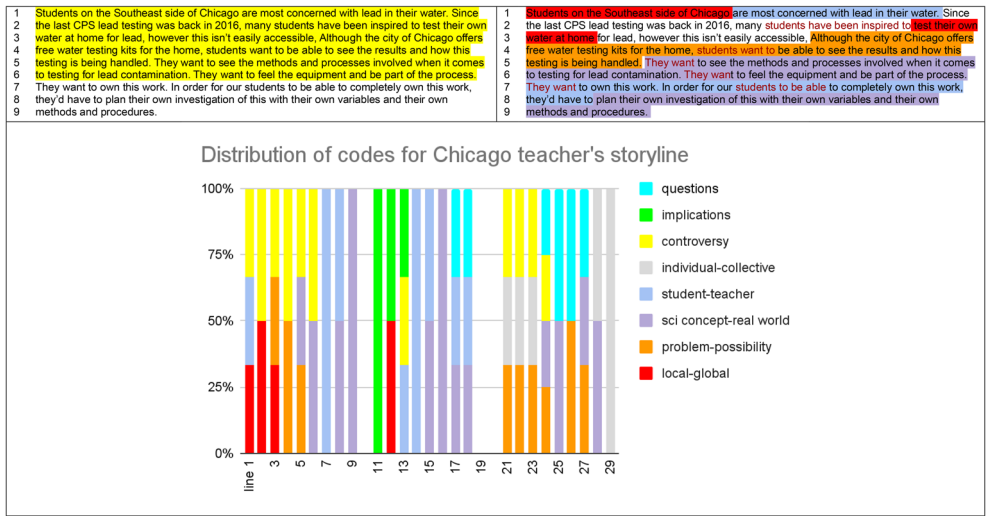 1 Students on the Southeast side of Chicago are most concerned with lead in their water. Since
2 the last CPS lead testing was back in 2016, many students have been inspired to test their own
3 water at home for lead, however this isn't easily accessible, Although the city of Chicago offers
4 free water testing kits for the home, students want to be able to see the results and how this
5 testing is being handled. They want to see the methods and processes involved when it comes
6 to testing for lead contamination. They want to feel the equipment and be part of the process.
7 They want to own this work. In order for our students to be able to completely own this work,
8 they'd have to plan their own investigation of this with their own variables and their own
9 methods and procedures.
1 Students on the Southeast side of Chicago are most concerned with lead in their water. Since
2 the last CPS lead testing was back in 2016, many students have been inspired to test their own
3 water at home for lead, however this isn't easily accessible, Although the city of Chicago offers
4 free water testing kits for the home, students want to be able to see the results and how this
5 testing is being handled. They want to see the methods and processes involved when it comes
6 to testing for lead contamination. They want to feel the equipment and be part of the process.
7 They want to own this work. In order for our students to be able to completely own this work,
8 they'd have to plan their own investigation of this with their own variables and their own
9 methods and procedures.
Distribution of codes for Chicago teacher's storyline
100%
75%
50%
25%
0%
line 1
3
5
7
9
11
13
15
17
19
21
23
25
27
29
questions
implications
controversy
individual-collective
student-teacher
sci concept-real world
problem-possibility
local-global